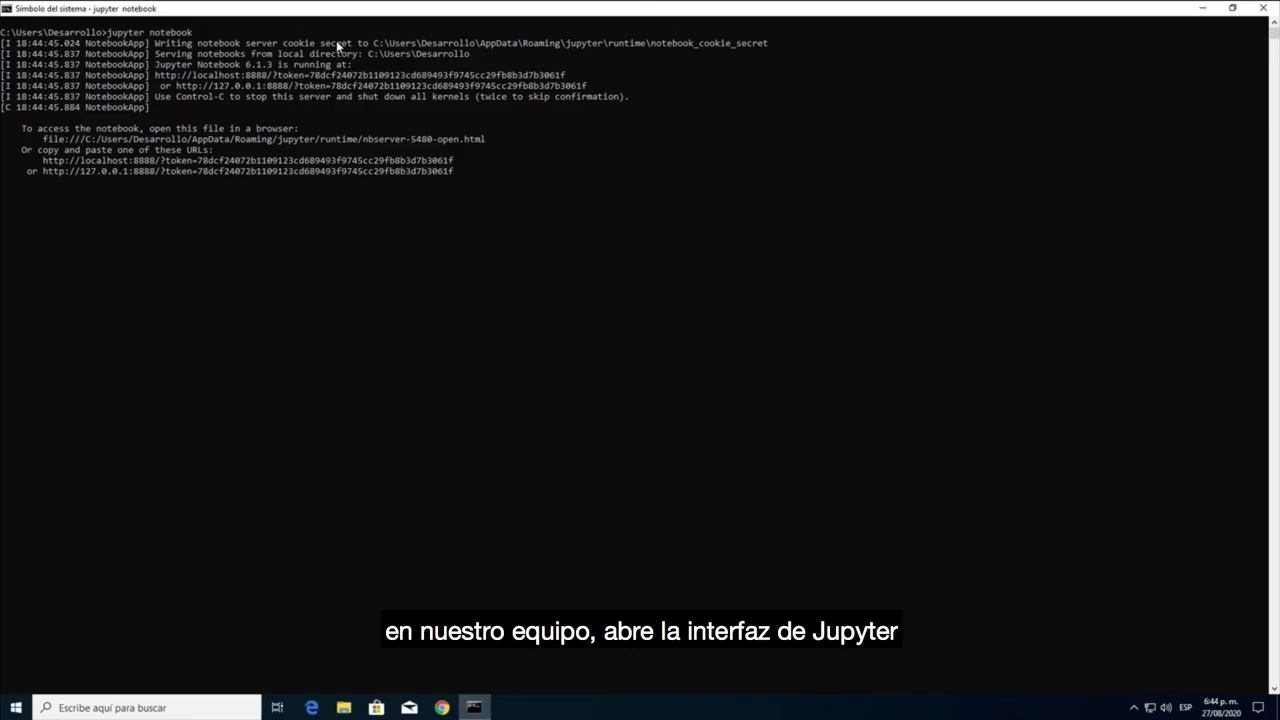 Símbolo del sistema - jupyter notebook
C:\Users\Desarrollo>jupyter notebook
[I 18:44:45.024 NotebookApp] Writing notebook server cookie secret to C:\Users\Desarrollo\AppData\Roaming\jupyter\runtime\notebook_cookie_secret
[I 18:44:45.837 NotebookApp] Serving notebooks from local directory: C:\Users\Desarrollo
[I 18:44:45.837 NotebookApp] Jupyter Notebook 6.1.3 is running at:
[I 18:44:45.837 NotebookApp] http://localhost:8888/?token=78dcf24072b1109123cd689493f9745cc29fb8b3d7b3061f
[I 18:44:45.837 NotebookApp]  or http://127.0.0.1:8888/?token=78dcf24072b1109123cd689493f9745cc29fb8b3d7b3061f
[I 18:44:45.837 NotebookApp] Use Control-C to stop this server and shut down all kernels (twice to skip confirmation).
[C 18:44:45.884 NotebookApp]
To access the notebook, open this file in a browser:
file:///C:/Users/Desarrollo/AppData/Roaming/jupyter/runtime/nbserver-5480-open.html
Or copy and paste one of these URLs:
http://localhost:8888/?token=78dcf24072b1109123cd689493f9745cc29fb8b3d7b3061f
or http://127.0.0.1:8888/?token=78dcf24072b1109123cd689493f9745cc29fb8b3d7b3061f
en nuestro equipo, abre la interfaz de Jupyter
Escribe aquí para buscar
ESP
6:44 p. m.
27/08/2020